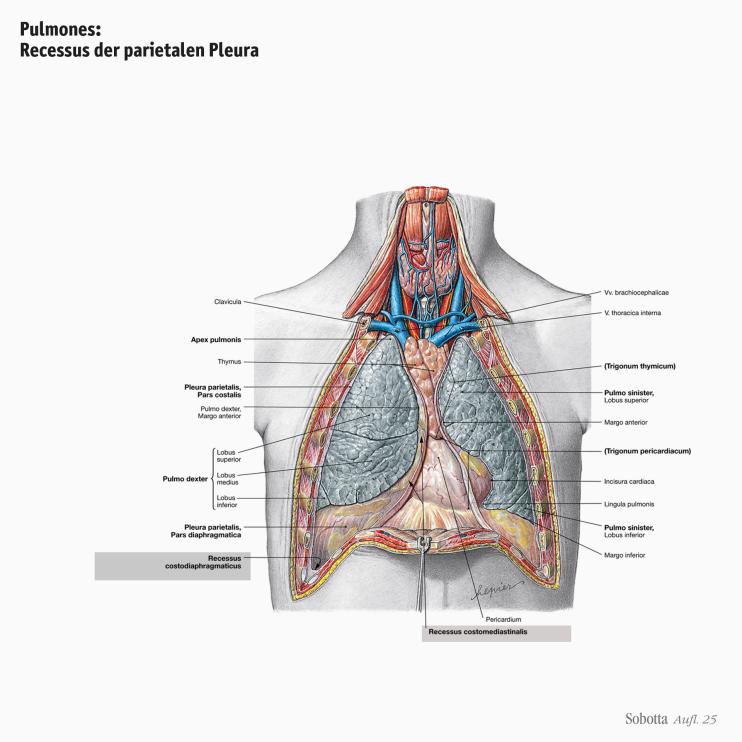 Pulmones:
Recessus der parietalen Pleura
Clavicula
Apex pulmonis
Thymus
Pleura parietalis,
Pars costalis
Pulmo dexter,
Margo anterior
Pulmo dexter
Lobus
superior
Lobus
medius
Lobus
inferior
Pleura parietalis,
Pars diaphragmatica
Recessus
costodiaphragmaticus
Vv. brachiocephalicae
V. thoracica interna
(Trigonum thymicum)
Pulmo sinister,
Lobus superior
Margo anterior
(Trigonum pericardiacum)
Incisura cardiaca
Lingula pulmonis
Pulmo sinister,
Lobus inferior
Margo inferior
Pericardium
Recessus costomediastinalis
Sobotta Aufl. 25